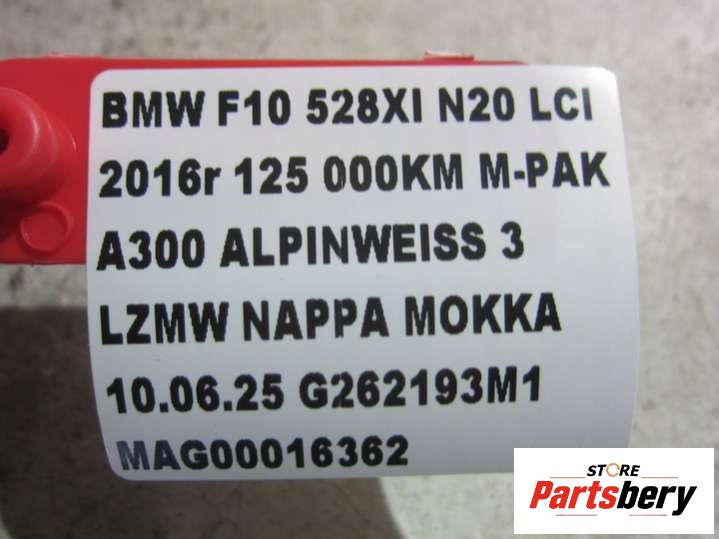 BMW F10 528XI N20 LCI
2016r 125 000KM M-PAK
A300 ALPINWEISS 3
LZMW NAPPA MOKKA
10.06.25 G262193M1
MAG00016362
STORE
Partsbery